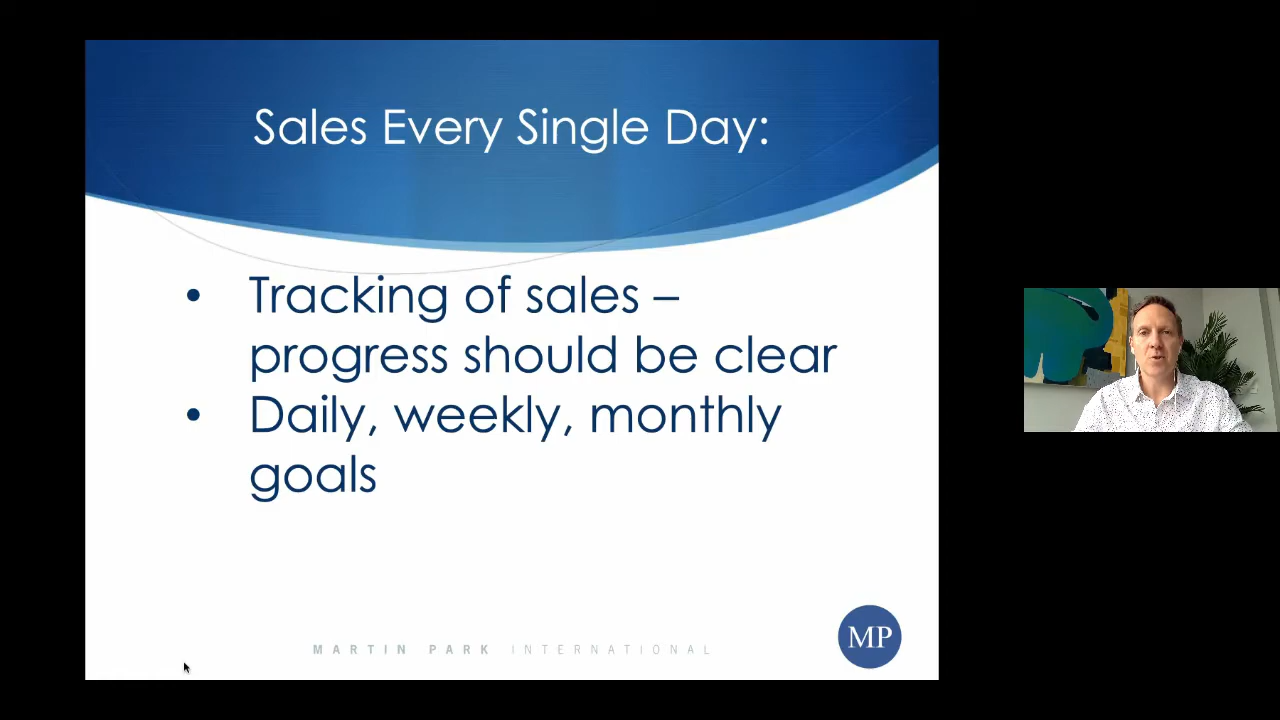 Sales Every Single Day:
• Tracking of sales –
progress should be clear
• Daily, weekly, monthly
goals
MARTIN PARK INTERNATIONAL
MP